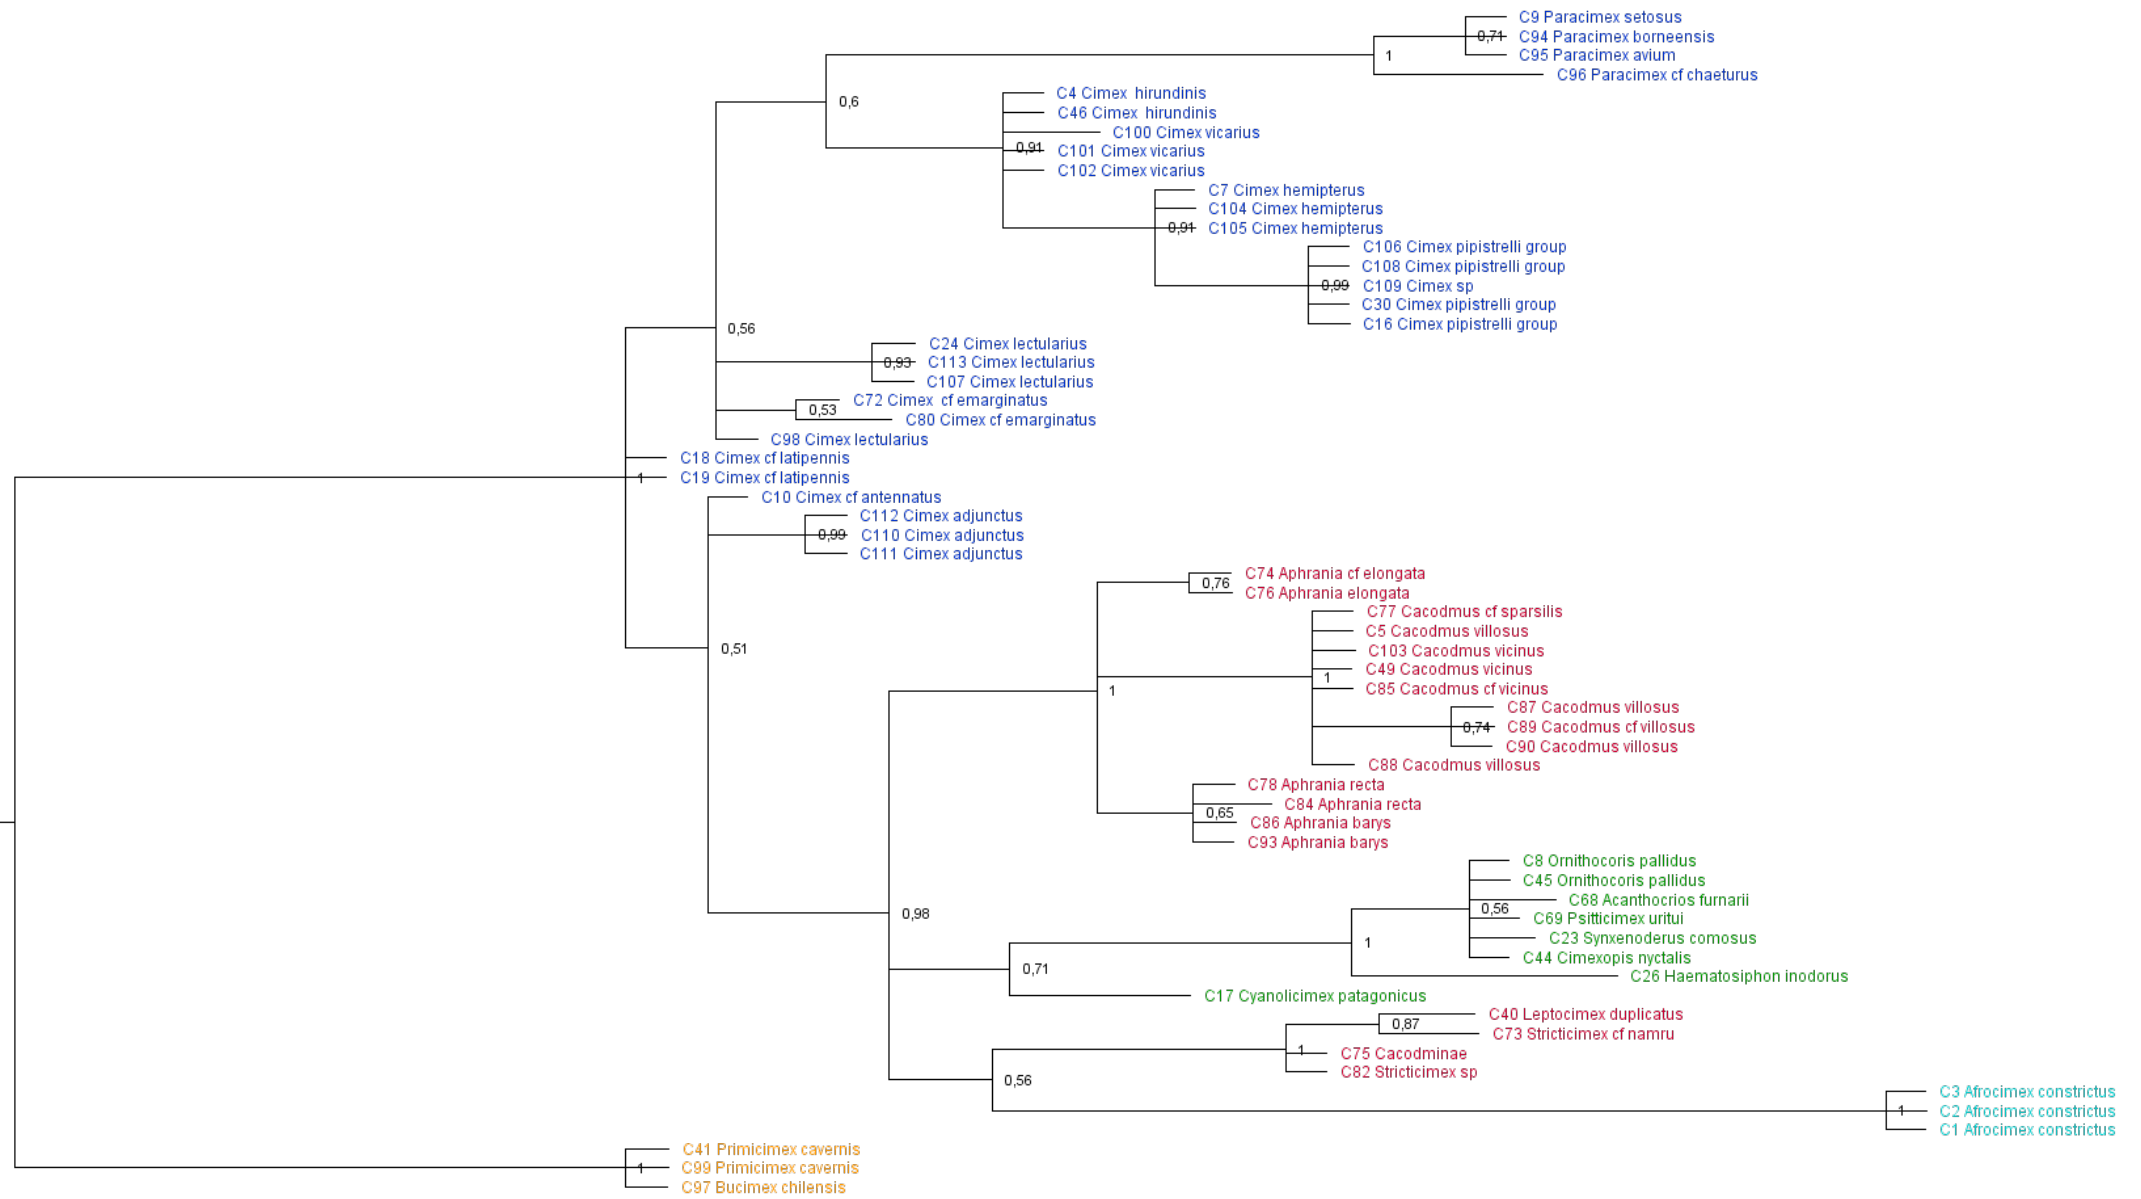 C9 Paracimex setosus
0,71
C94 Paracimex borneensis
1
C95 Paracimex avium
C96 Paracimex cf chaeturus
0,6
C4 Cimex  hirundinis
C46 Cimex  hirundinis
C100 Cimex vicarius
0,91
C101 Cimex vicarius
C102 Cimex vicarius
C7 Cimex hemipterus
C104 Cimex hemipterus
0,91
C105 Cimex hemipterus
C106 Cimex pipistrelli group
C108 Cimex pipistrelli group
0,99
C109 Cimex sp
C30 Cimex pipistrelli group
C16 Cimex pipistrelli group
0,56
C24 Cimex lectularius
0,93
C113 Cimex lectularius
C107 Cimex lectularius
C72 Cimex  cf emarginatus
0,53
C80 Cimex cf emarginatus
C98 Cimex lectularius
C18 Cimex cf latipennis
1
C19 Cimex cf latipennis
C10 Cimex cf antennatus
C112 Cimex adjunctus
0,99
C110 Cimex adjunctus
C111 Cimex adjunctus
C74 Aphrania cf elongata
0,76
C76 Aphrania elongata
C77 Cacodmus cf sparsilis
C5 Cacodmus villosus
0,51
C103 Cacodmus vicinus
C49 Cacodmus vicinus
1
C85 Cacodmus cf vicinus
1
C87 Cacodmus villosus
0,74
C89 Cacodmus cf villosus
C90 Cacodmus villosus
C88 Cacodmus villosus
C78 Aphrania recta
C84 Aphrania recta
0,65
C86 Aphrania barys
C93 Aphrania barys
C8 Ornithocoris pallidus
C45 Ornithocoris pallidus
C68 Acanthocrios furnarii
0,56
0,98
C69 Psitticimex uritui
C23 Synxenoderus comosus
1
C44 Cimexopis nyctalis
0,71
C26 Haematosiphon inodorus
C17 Cyanolicimex patagonicus
C40 Leptocimex duplicatus
0,87
C73 Stricticimex cf namru
1
C75 Cacodminae
C82 Stricticimex sp
0,56
C3 Afrocimex constrictus
1
C2 Afrocimex constrictus
C1 Afrocimex constrictus
C41 Primicimex cavernis
1
C99 Primicimex cavernis
C97 Bucimex chilensis